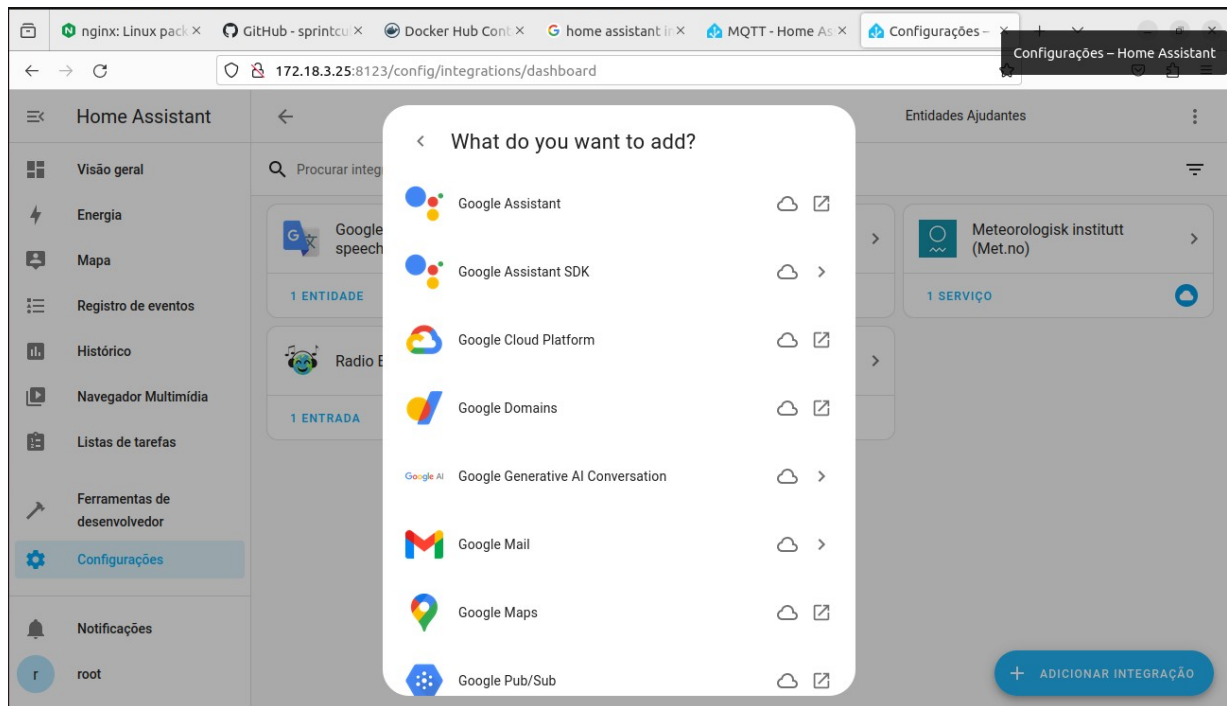 nginx: Linux pack
GitHub - sprintcu
Docker Hub Cont
home assistant in
MQTT - Home As
Configurações –
Configurações – Home Assistant
172.18.3.25:8123/config/integrations/dashboard
Home Assistant
Visão geral
Energia
Mapa
Registro de eventos
Histórico
Navegador Multimídia
Listas de tarefas
Ferramentas de
desenvolvedor
Configurações
Notificações
r
root
Entidades Ajudantes
Procurar integ
Google
speech
1 ENTIDADE
Radio B
1 ENTRADA
Meteorologisk institutt
(Met.no)
1 SERVIÇO
What do you want to add?
Google Assistant
Google Assistant SDK
Google Cloud Platform
Google Domains
Google AI
Google Generative AI Conversation
Google Mail
Google Maps
Google Pub/Sub
ADICIONAR INTEGRAÇÃO